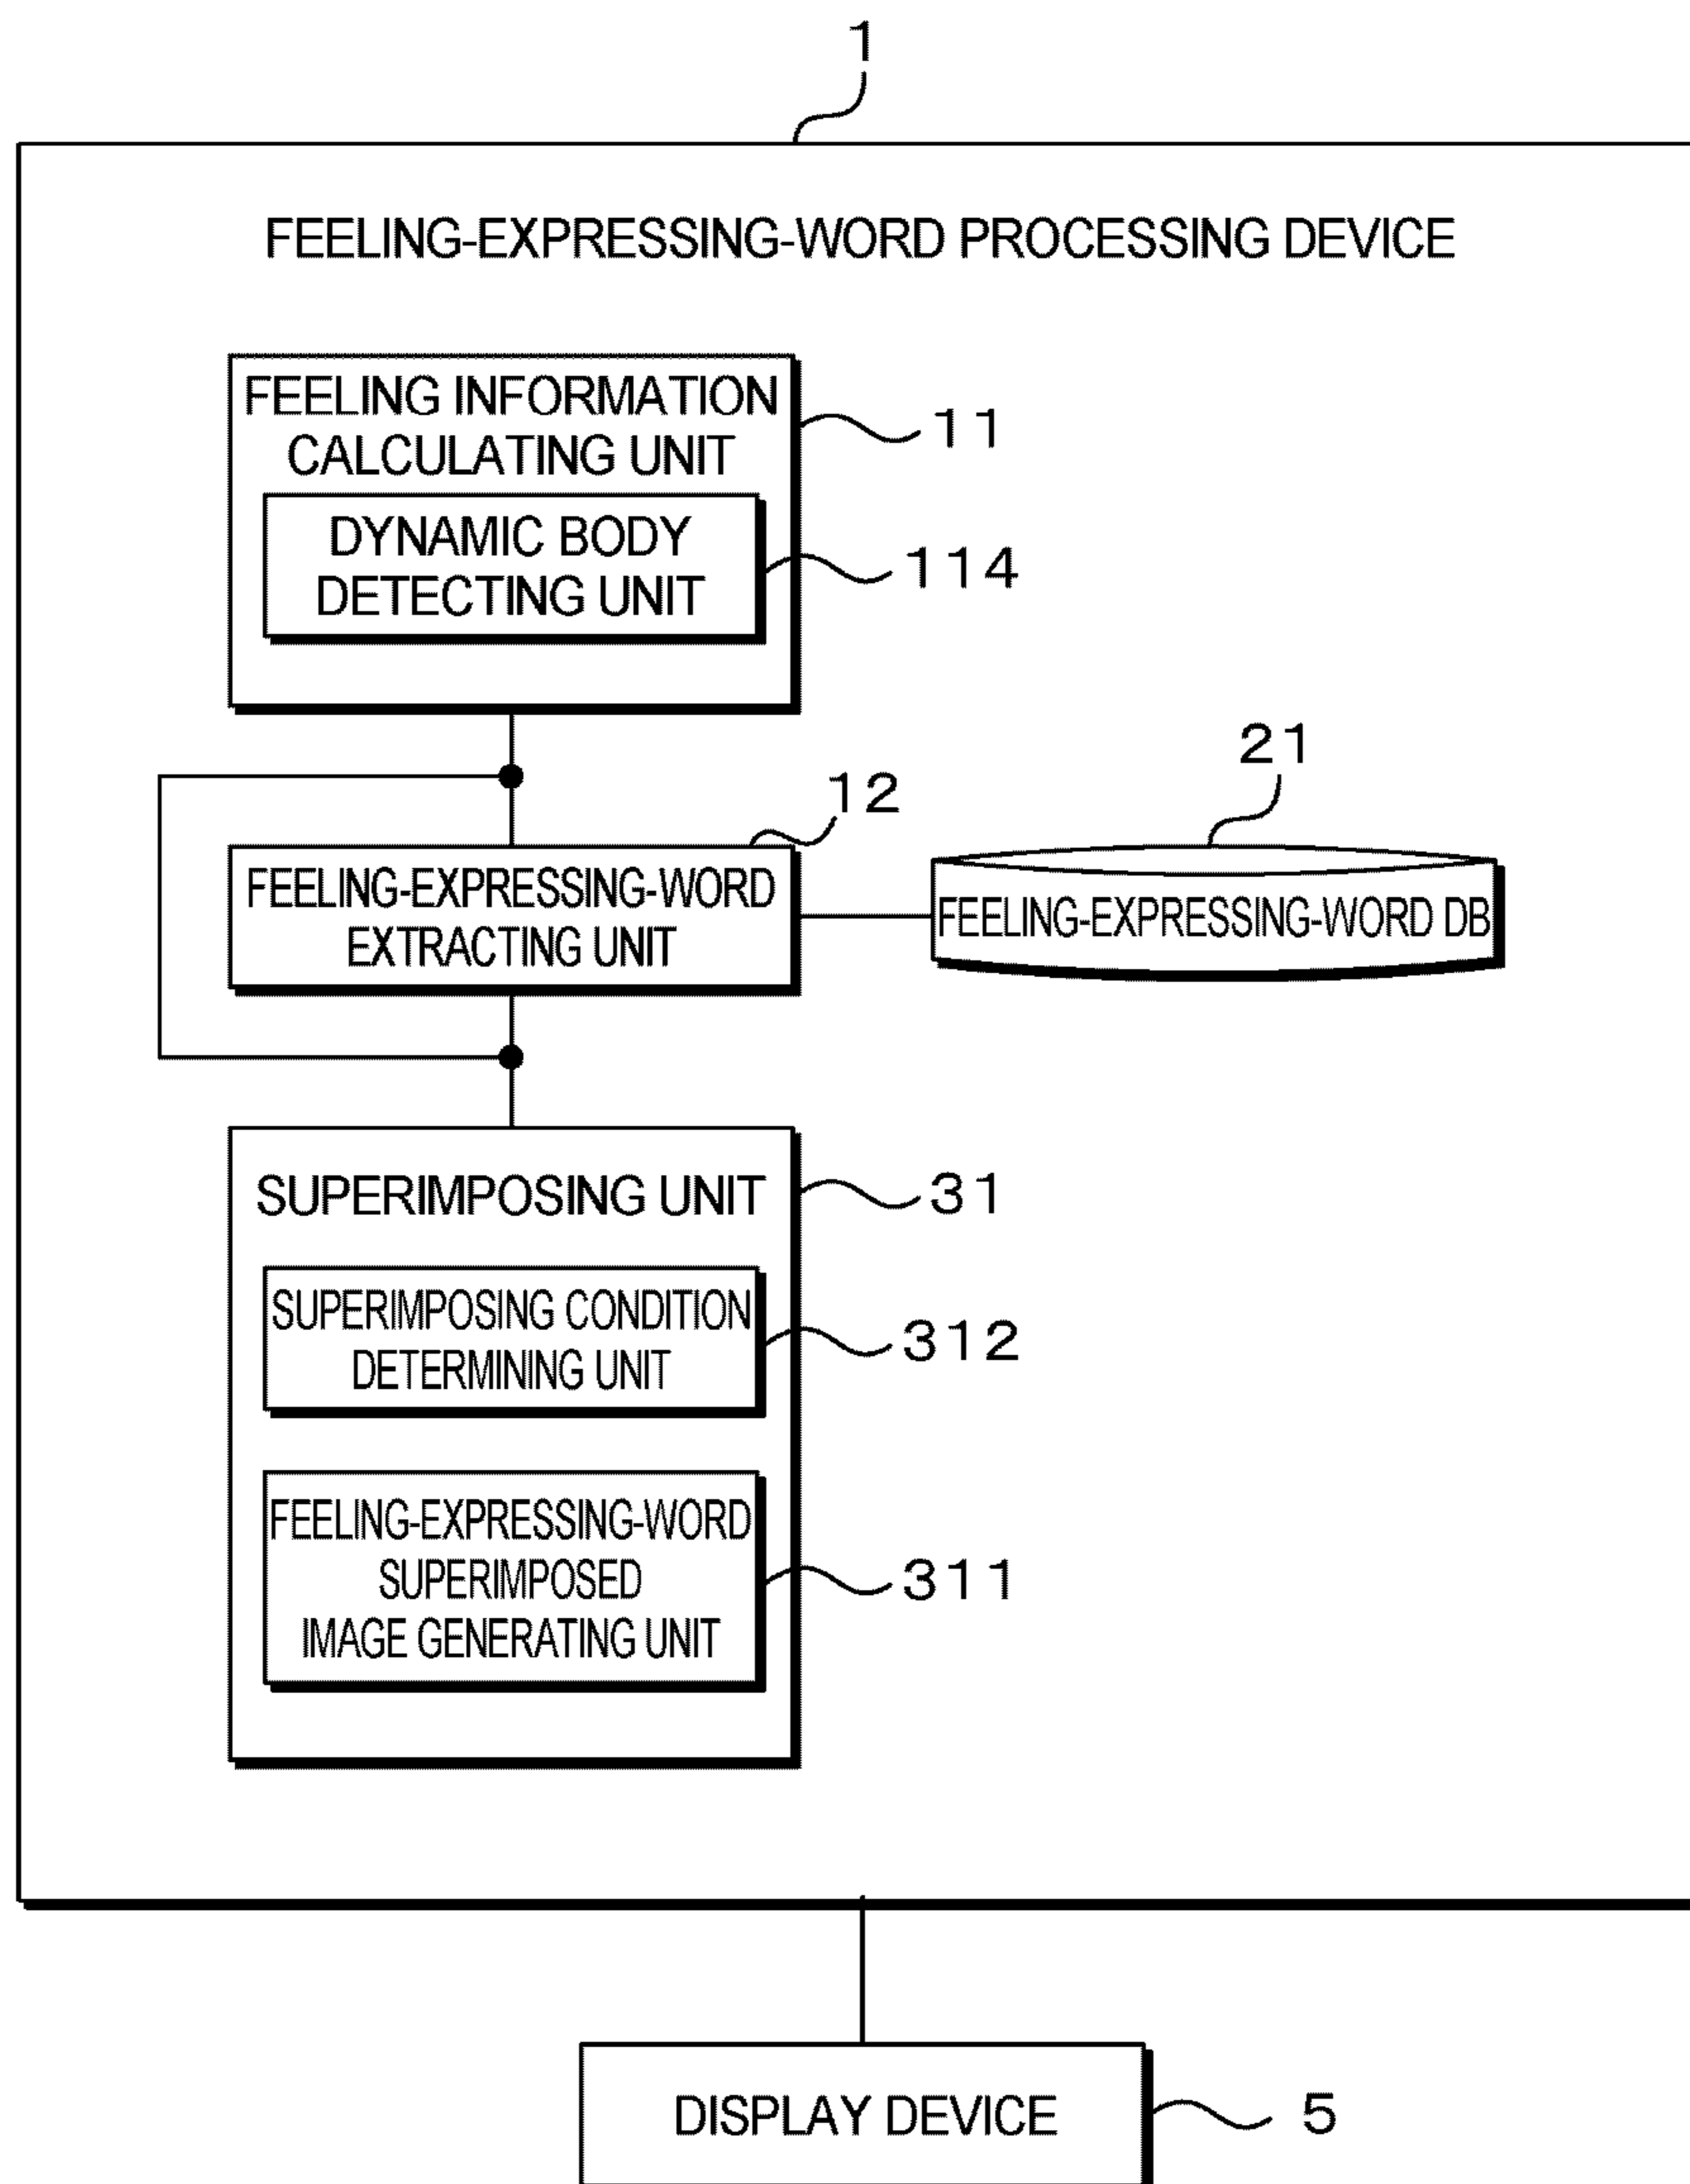 1
FEELING-EXPRESSING-WORD PROCESSING DEVICE
FEELING INFORMATION
CALCULATING UNIT
11
DYNAMIC BODY
DETECTING UNIT
114
12
FEELING-EXPRESSING-WORD
EXTRACTING UNIT
21
FEELING-EXPRESSING-WORD DB
SUPERIMPOSING UNIT
31
SUPERIMPOSING CONDITION
DETERMINING UNIT
312
FEELING-EXPRESSING-WORD
SUPERIMPOSED
IMAGE GENERATING UNIT
311
DISPLAY DEVICE
5